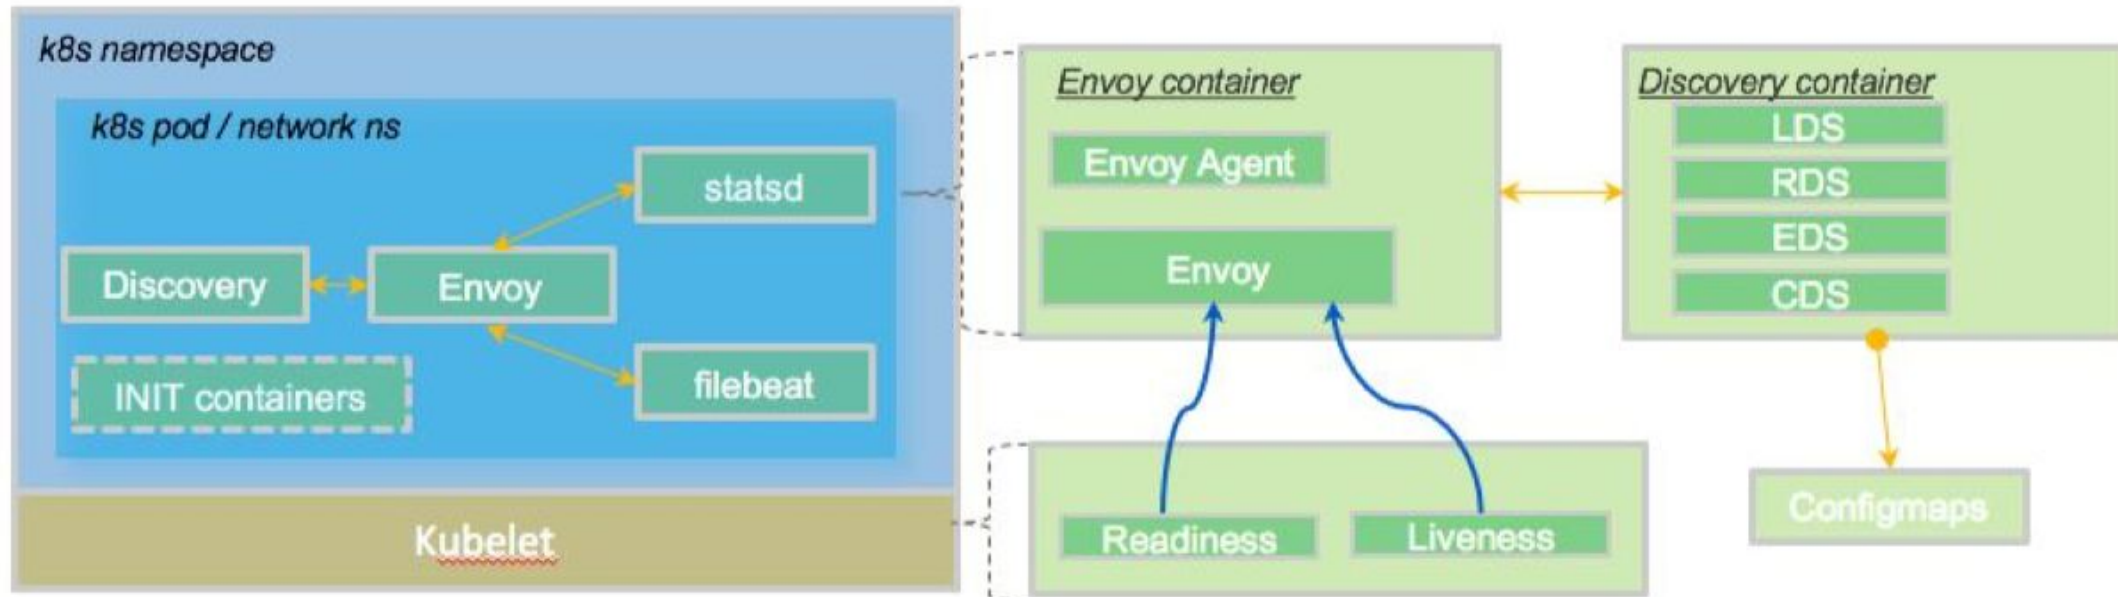 k8s namespace
k8s pod / network ns
statsd
Discovery
Envoy
INIT containers
filebeat
Kubelet
Envoy container
Envoy Agent
Envoy
Discovery container
LDS
RDS
EDS
CDS
Readiness
Liveness
Configmaps